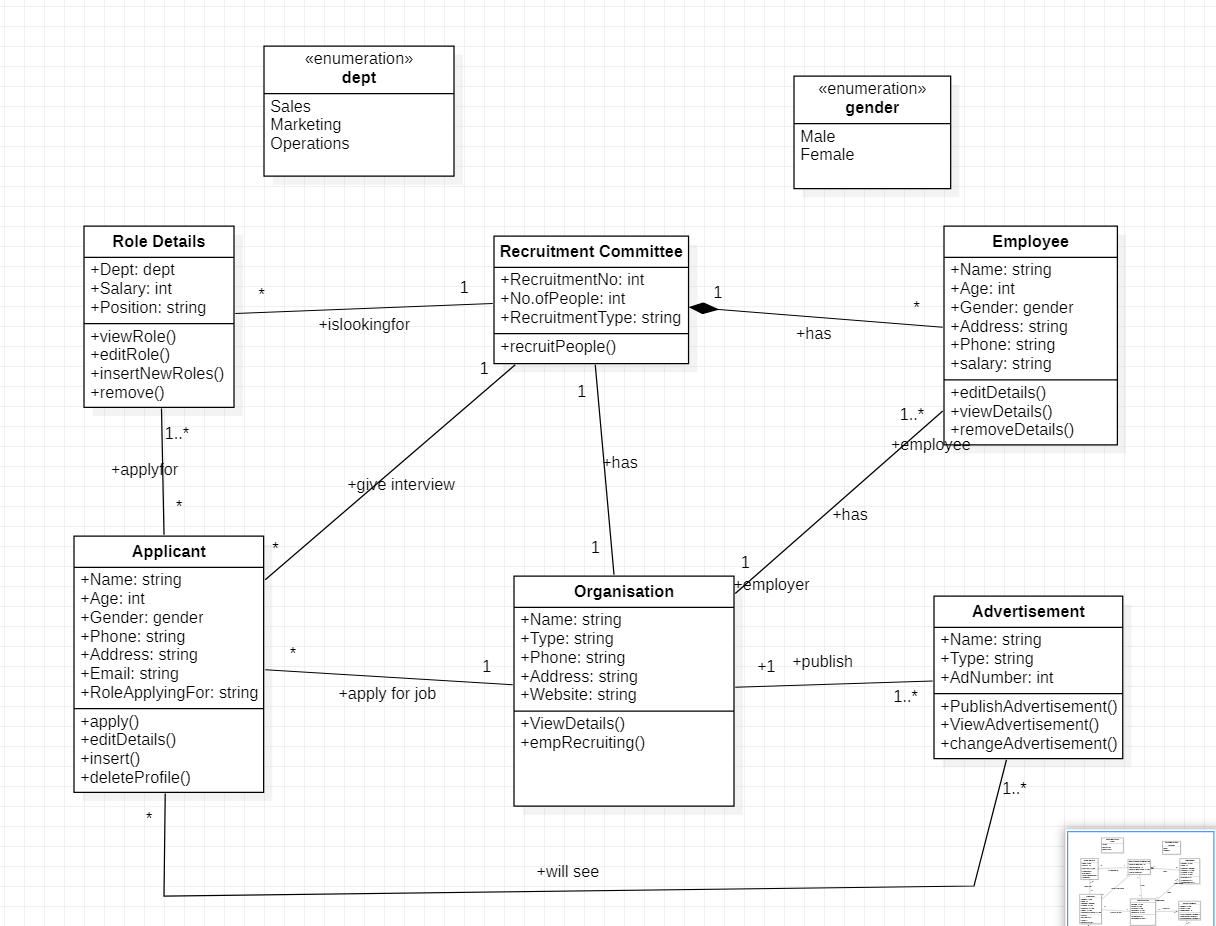 «enumeration»
dept
Sales
Marketing
Operations
«enumeration»
gender
Male
Female
Role Details
+Dept: dept
+Salary: int
+Position: string
+viewRole()
+editRole()
+insertNewRoles()
+remove()
*
1
+islookingfor
Recruitment Committee
+RecruitmentNo: int
+No.ofPeople: int
+RecruitmentType: string
+recruitPeople()
1
*
+has
Employee
+Name: string
+Age: int
+Gender: gender
+Address: string
+Phone: string
+salary: string
+editDetails()
+viewDetails()
+removeDetails()
1..*
+applyfor
*
1
+give interview
*
1
+has
1
1..*
+employee
+has
1
+employer
Applicant
+Name: string
+Age: int
+Gender: gender
+Phone: string
+Address: string
+Email: string
+RoleApplyingFor: string
+apply()
+editDetails()
+insert()
+deleteProfile()
*
1
+apply for job
Organisation
+Name: string
+Type: string
+Phone: string
+Address: string
+Website: string
+ViewDetails()
+empRecruiting()
+1
+publish
1..*
Advertisement
+Name: string
+Type: string
+AdNumber: int
+PublishAdvertisement()
+ViewAdvertisement()
+changeAdvertisement()
1..*
*
+will see